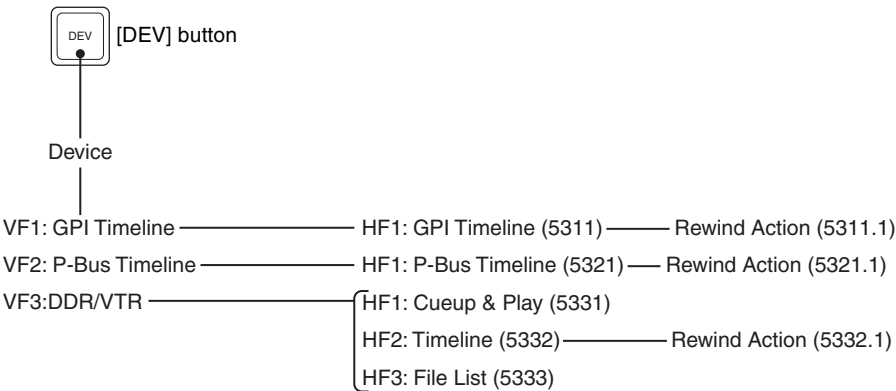 DEV [DEV] button
Device
VF1: GPI Timeline HF1: GPI Timeline (5311) Rewind Action (5311.1)
VF2: P-Bus Timeline HF1: P-Bus Timeline (5321) Rewind Action (5321.1)
VF3:DDR/VTR HF1: Cueup & Play (5331)
HF2: Timeline (5332) Rewind Action (5332.1)
HF3: File List (5333)